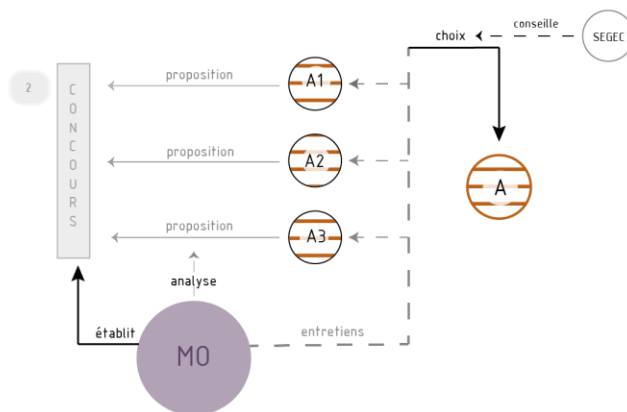 conseille
choix
SEGEC
2
CONCOURS
proposition
A1
proposition
A2
A
proposition
A3
analyse
établit
MO
entretiens